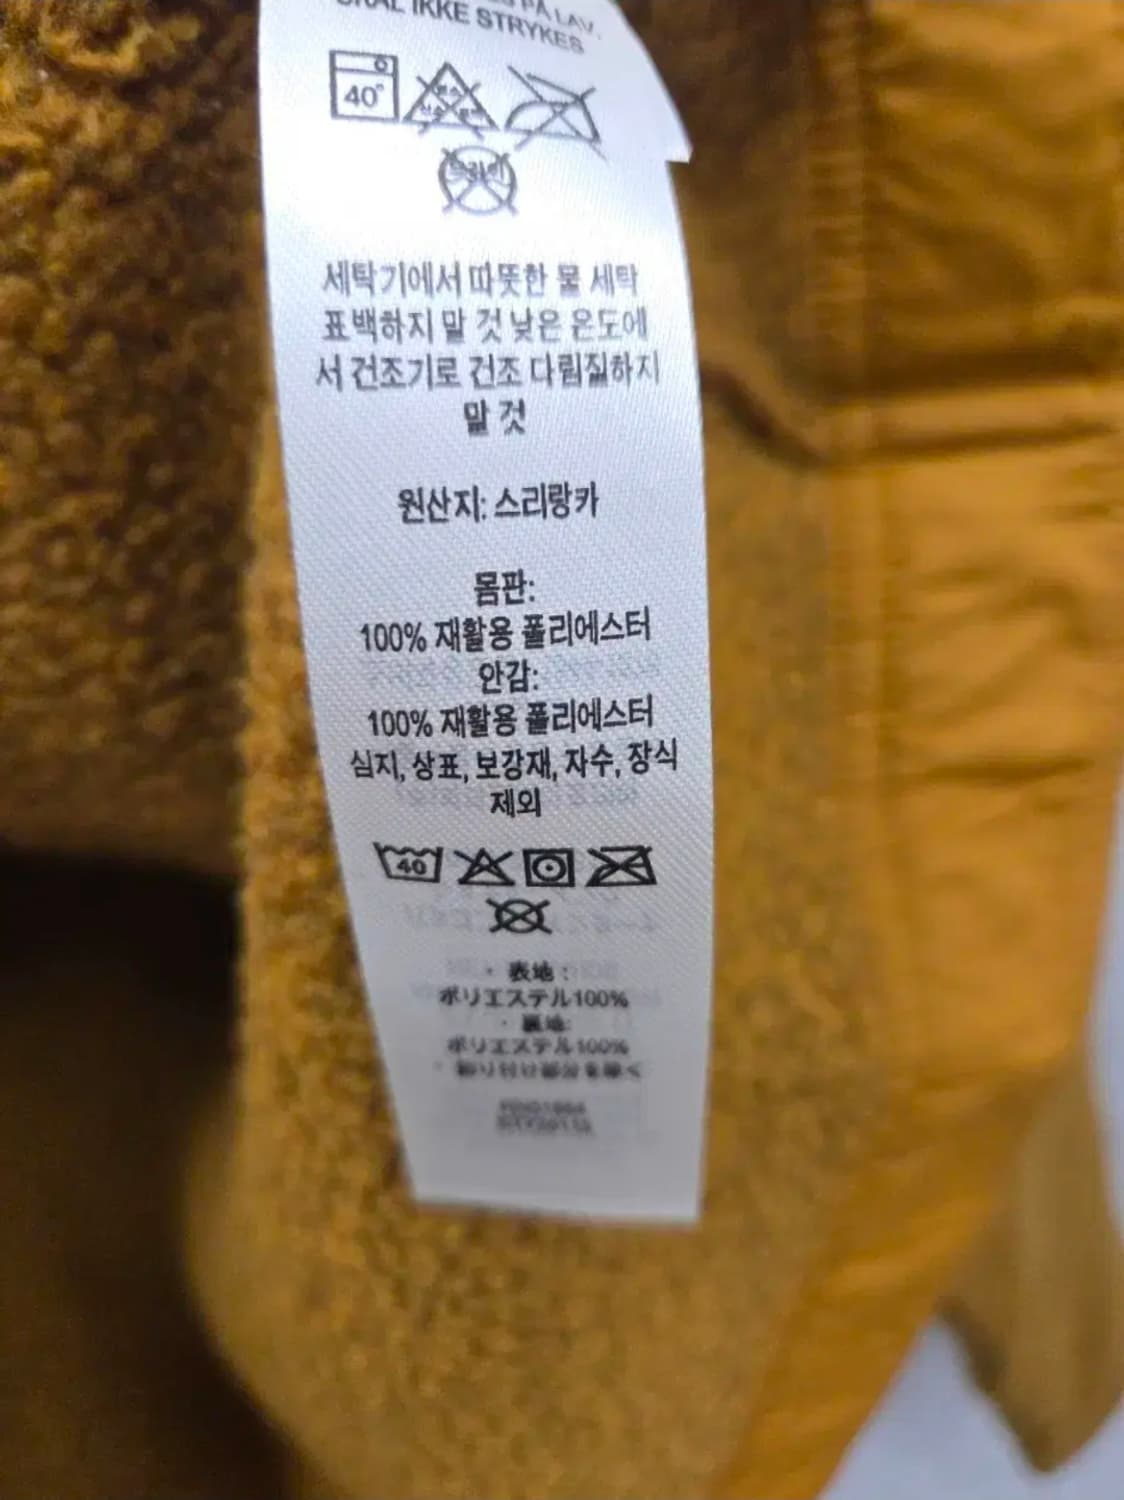 PÅ LAV.
SKAL IKKE STRYKES
40°
세탁기에서 따뜻한 물 세탁
표백하지 말 것 낮은 온도에
서 건조기로 건조 다림질하지
말 것
원산지: 스리랑카
몸판:
100% 재활용 폴리에스터
안감:
100% 재활용 폴리에스터
심지, 상표, 보강재, 자수, 장식
제외
40
・ 表地 :
ポリエステル100%
・ 裏地:
ポリエステル100%